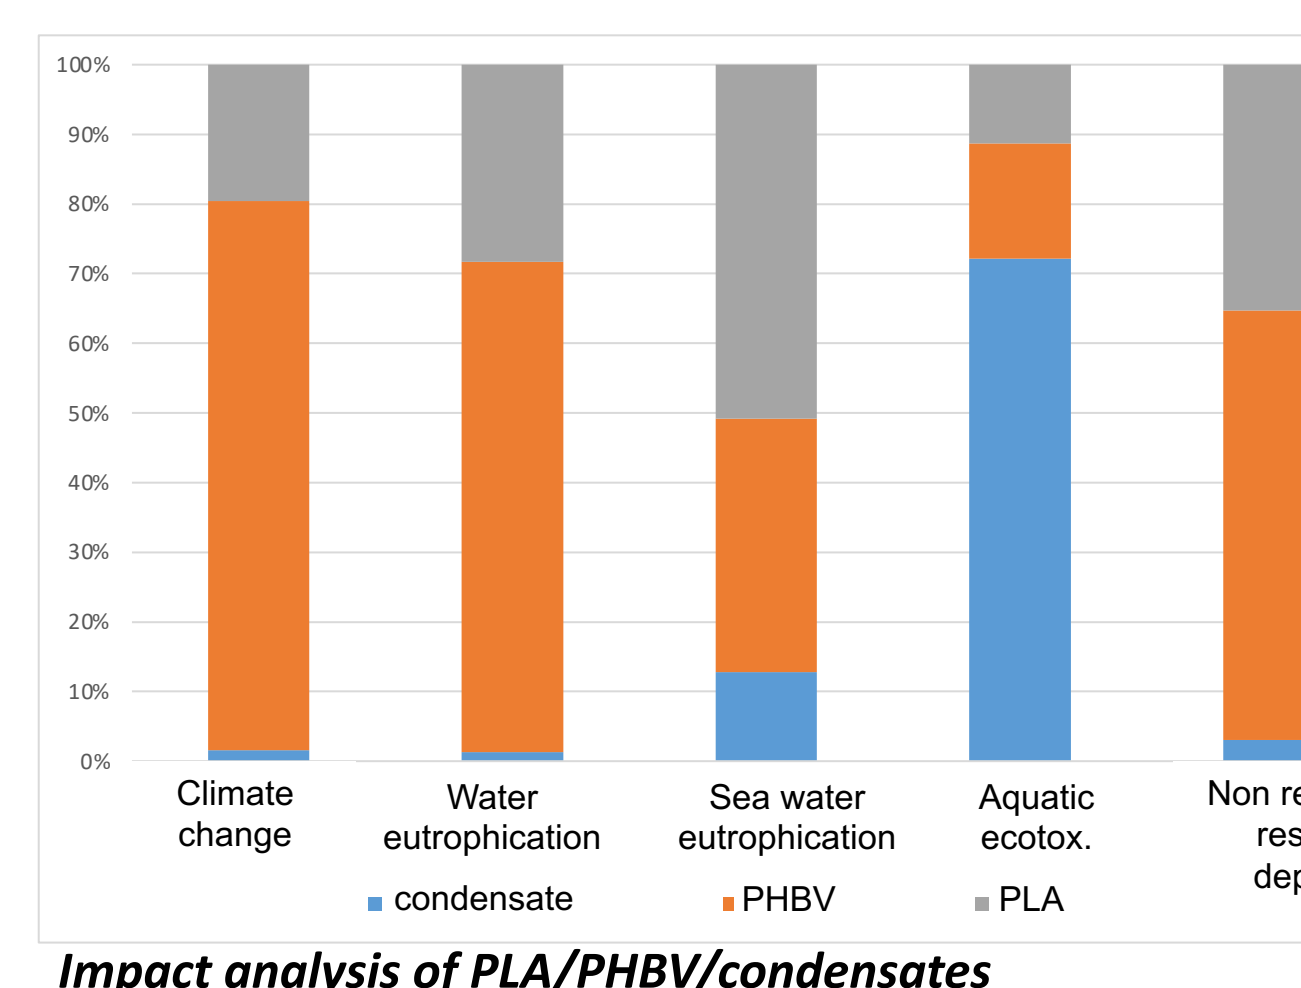 100%
90%
80%
70%
60%
50%
40%
30%
20%
10%
0%
Climate
change
Water
eutrophication
Sea water
eutrophication
Aquatic
ecotox.
Non
condensate
PHBV
PLA
Impact analysis of PLA/PHBV/condensates